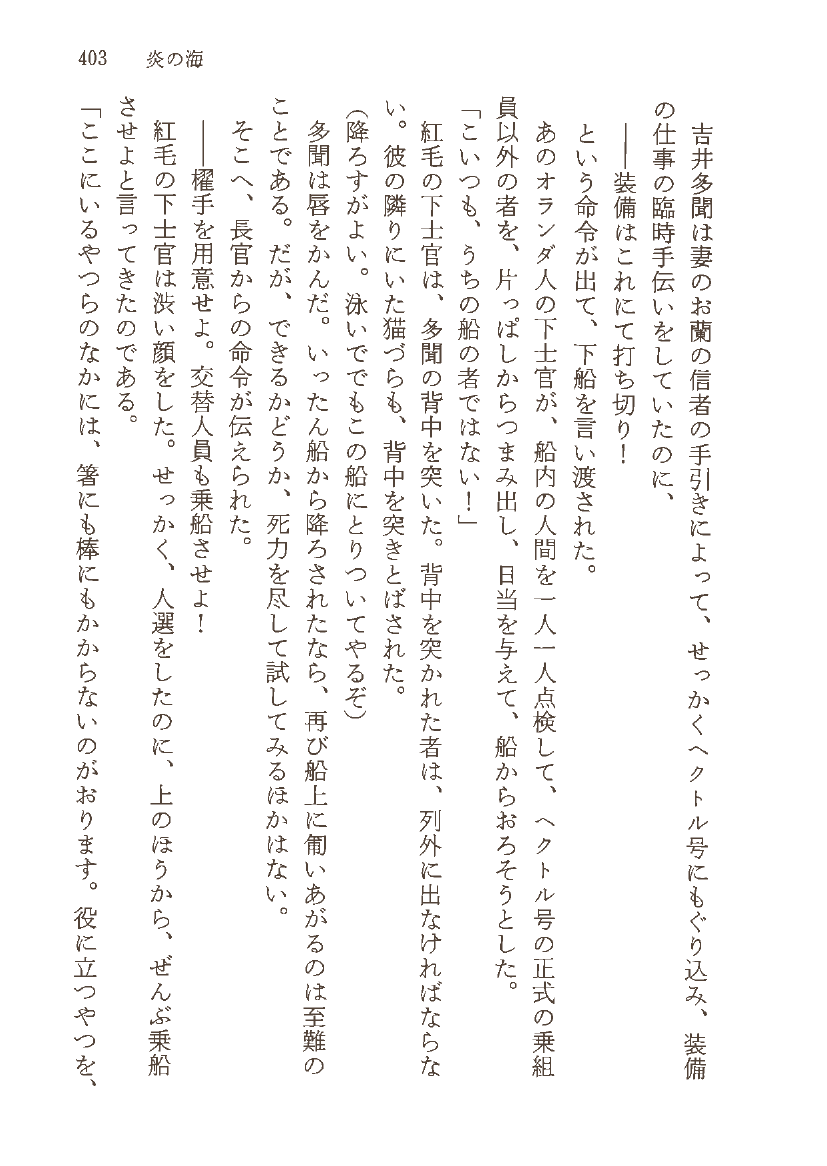 403　炎の海
吉井多聞は妻のお蘭の信者の手引きによって、せっかくヘクトル号にもぐり込み、装備
の仕事の臨時手伝いをしていたのに、
――装備はこれにて打ち切り！
という命令が出て、下船を言い渡された。
あのオランダ人の下士官が、船内の人間を一人一人点検して、ヘクトル号の正式の乗組
員以外の者を、片っぱしからつまみ出し、日当を与えて、船からおろそうとした。
「こいつも、うちの船の者ではない！」
紅毛の下士官は、多聞の背中を突いた。背中を突かれた者は、列外に出なければならな
い。彼の隣りにいた猫づらも、背中を突きとばされた。
（降ろすがよい。泳いででもこの船にとりついてやるぞ）
多聞は唇をかんだ。いったん船から降ろされたなら、再び船上に匍いあがるのは至難の
ことである。だが、できるかどうか、死力を尽して試してみるほかはない。
そこへ、長官からの命令が伝えられた。
――櫂手を用意せよ。交替人員も乗船させよ！
紅毛の下士官は渋い顔をした。せっかく、人選をしたのに、上のほうから、ぜんぶ乗船
させよと言ってきたのである。
「ここにいるやつらのなかには、箸にも棒にもかからないのがおります。役に立つやつを、